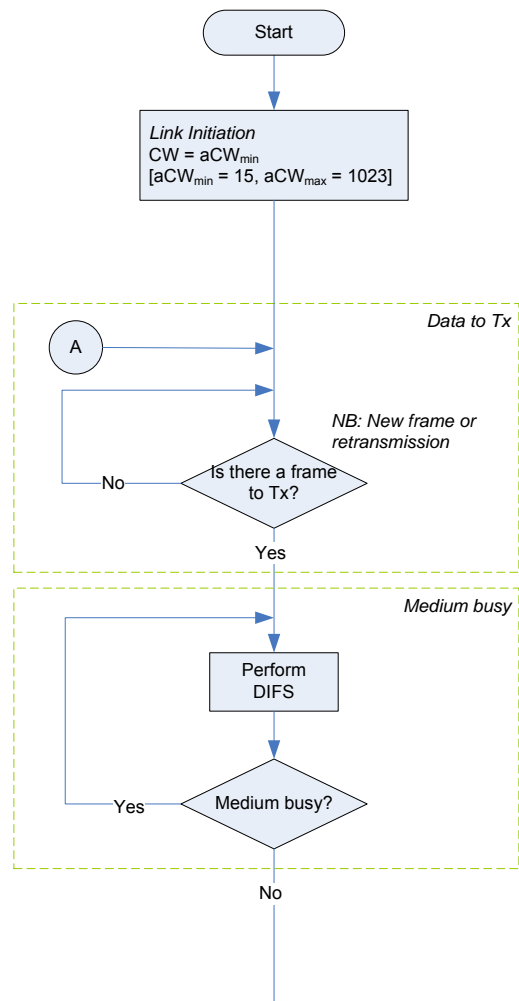 Start
Link Initiation
CW = aCWmin
[aCWmin = 15, aCWmax = 1023]
Data to Tx
A
NB: New frame or
retransmission
Is there a frame
to Tx?
No
Yes
Medium busy
Perform
DIFS
Medium busy?
Yes
No